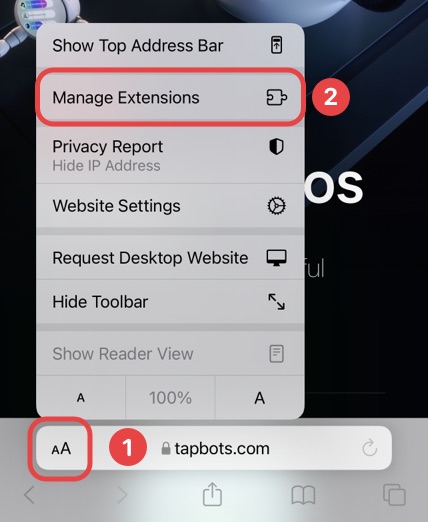 Show Top Address Bar
Manage Extensions
2
Privacy Report
Hide IP Address
os
Website Settings
Request Desktop Website
ful
Hide Toolbar
Show Reader View
A 100% A
AA 1 tapbots.com